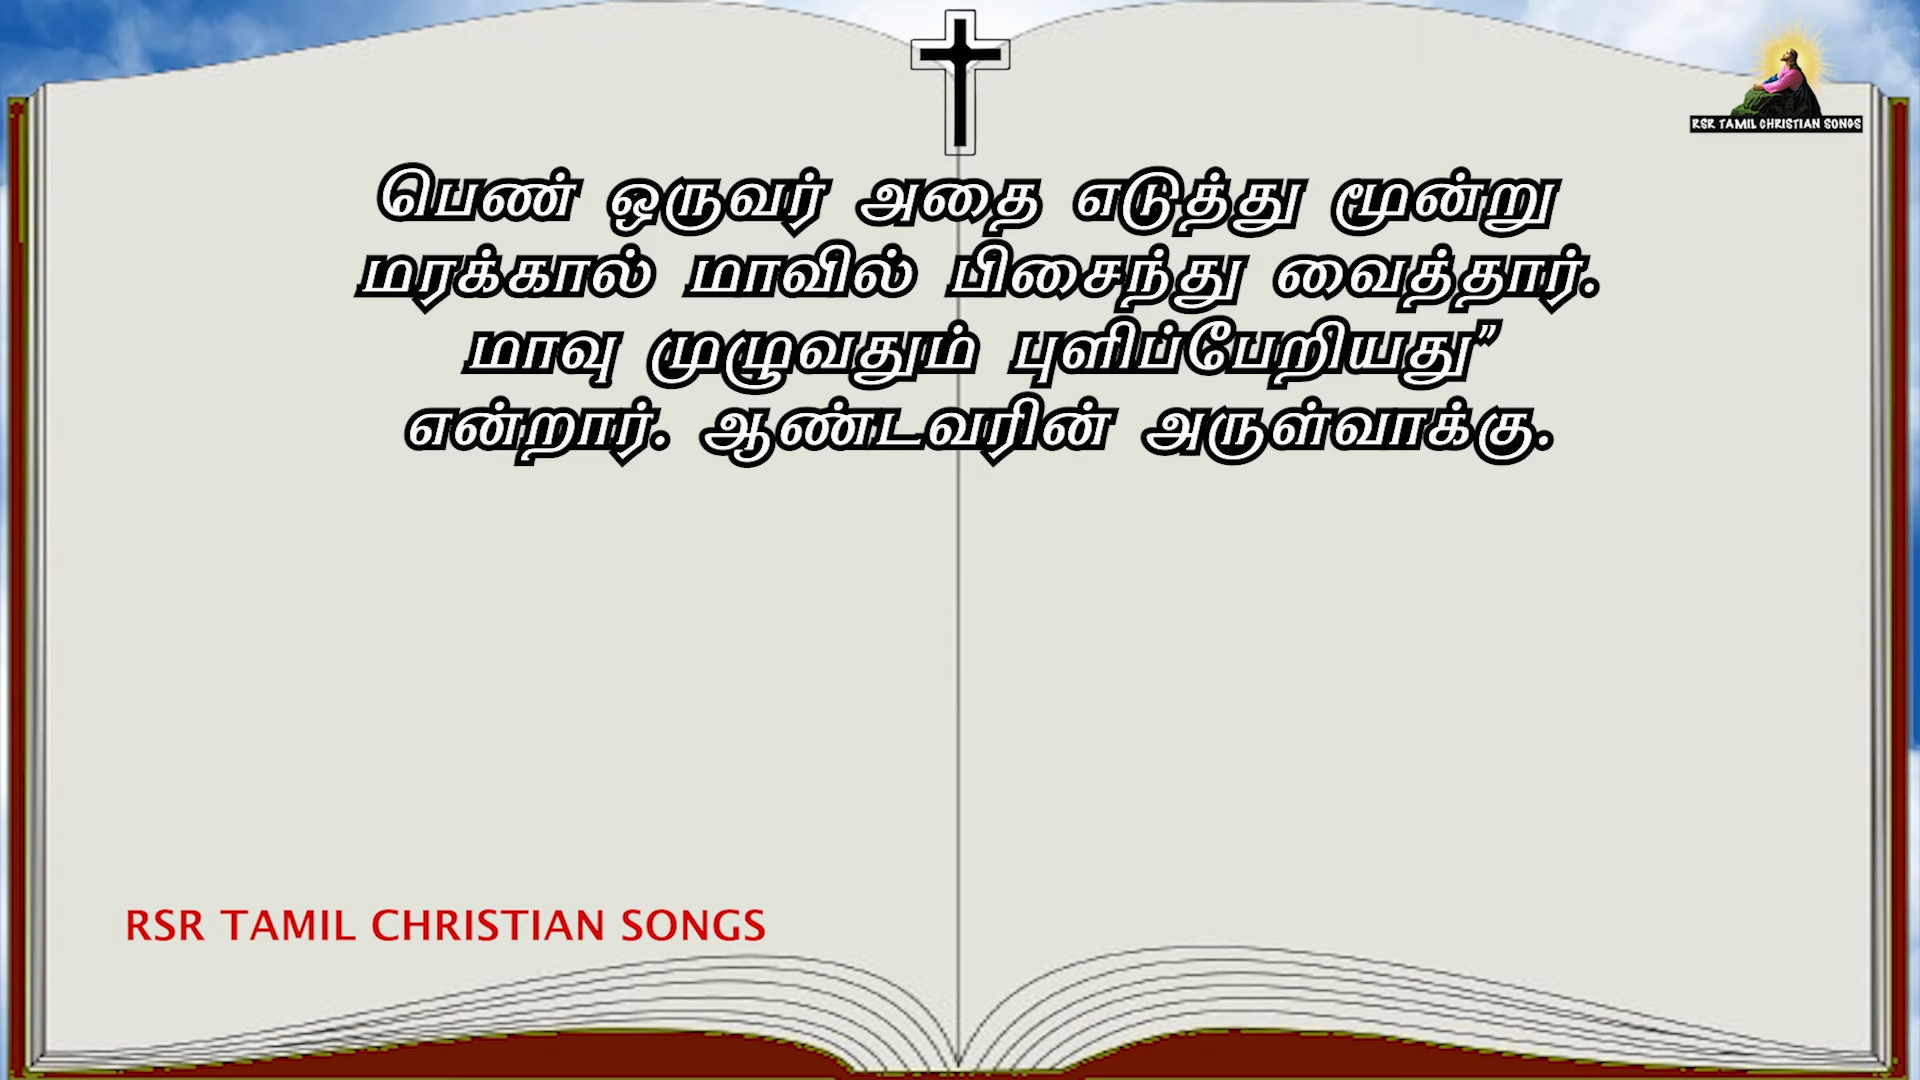 RSR TAMIL CHRISTIAN SONGS
பெண் ஒருவர் அதை எடுத்து மூன்று
மரக்கால் மாவில் பிசைந்து வைத்தார்.
மாவு முழுவதும் புளிப்பேறியது”
என்றார். ஆண்டவரின் அருள்வாக்கு.
RSR TAMIL CHRISTIAN SONGS